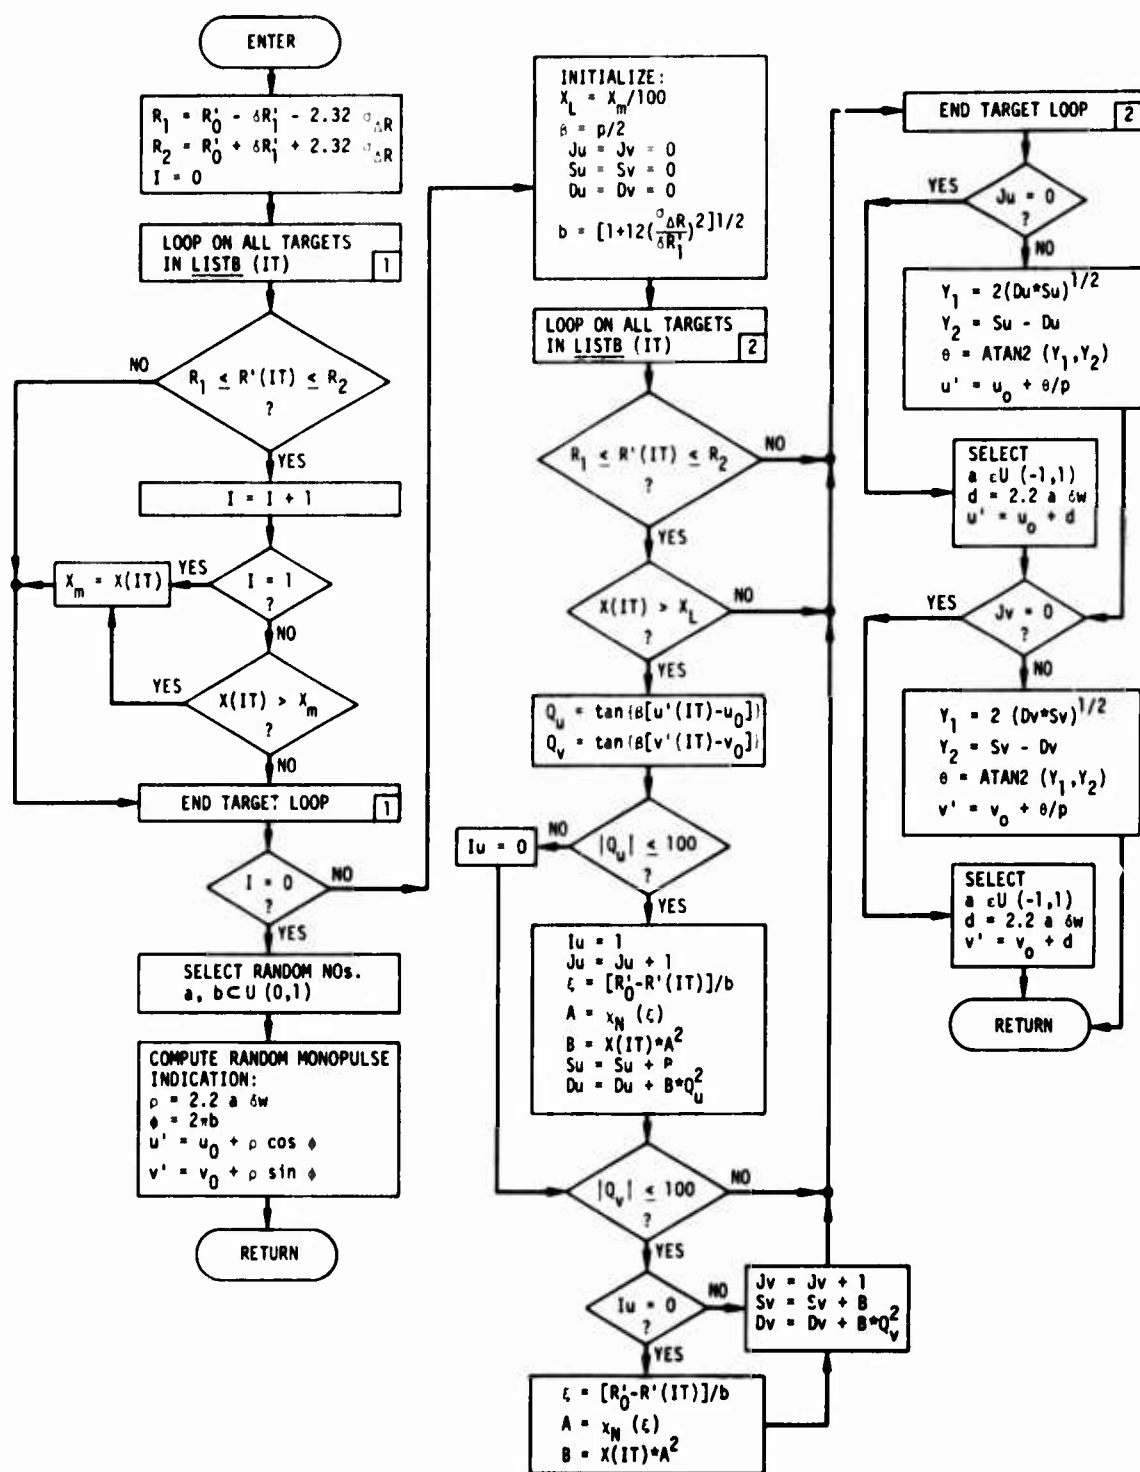 ENTER
R₁ = R'₀ - δR'₁ - 2.32 σ_ΔR
R₂ = R'₀ + δR'₁ + 2.32 σ_ΔR
I = 0
LOOP ON ALL TARGETS
IN LISTB (IT) 1
NO
R₁ ≤ R'(IT) ≤ R₂
?
YES
I = I + 1
X_m = X(IT)
YES
I = 1
?
NO
YES
X(IT) > X_m
?
NO
END TARGET LOOP 1
I = 0
?
NO
YES
SELECT RANDOM NOs.
a, b⊂U (0,1)
COMPUTE RANDOM MONOPULSE
INDICATION:
ρ = 2.2 a δw
φ = 2πb
u' = u₀ + ρ cos φ
v' = v₀ + ρ sin φ
RETURN
INITIALIZE:
X_L = X_m/100
β = p/2
Ju = Jv = 0
Su = Sv = 0
Du = Dv = 0
b = [1+12(σ_ΔR/δR'₁)²]1/2
LOOP ON ALL TARGETS
IN LISTB (IT) 2
R₁ ≤ R'(IT) ≤ R₂
?
NO
YES
X(IT) > X_L
?
NO
YES
Q_u = tan{β[u'(IT)-u₀]}
Q_v = tan{β[v'(IT)-v₀]}
Iu = 0
NO
|Q_u| ≤ 100
?
YES
Iu = 1
Ju = Ju + 1
ξ = [R'₀-R'(IT)]/b
A = x_N (ξ)
B = X(IT)*A²
Su = Su + B
Du = Du + B*Q_u²
|Q_v| ≤ 100
?
NO
YES
Iu = 0
?
NO
YES
Jv = Jv + 1
Sv = Sv + B
Dv = Dv + B*Q_v²
ξ = [R'₀-R'(IT)]/b
A = x_N (ξ)
B = X(IT)*A²
END TARGET LOOP 2
YES
Ju = 0
?
NO
Y₁ = 2(Du*Su)^1/2
Y₂ = Su - Du
θ = ATAN2 (Y₁,Y₂)
u' = u₀ + θ/p
SELECT
a εU (-1,1)
d = 2.2 a δw
u' = u₀ + d
YES
Jv = 0
?
NO
Y₁ = 2 (Dv*Sv)^1/2
Y₂ = Sv - Dv
θ = ATAN2 (Y₁,Y₂)
v' = v₀ + θ/p
SELECT
a εU (-1,1)
d = 2.2 a δw
v' = v₀ + d
RETURN